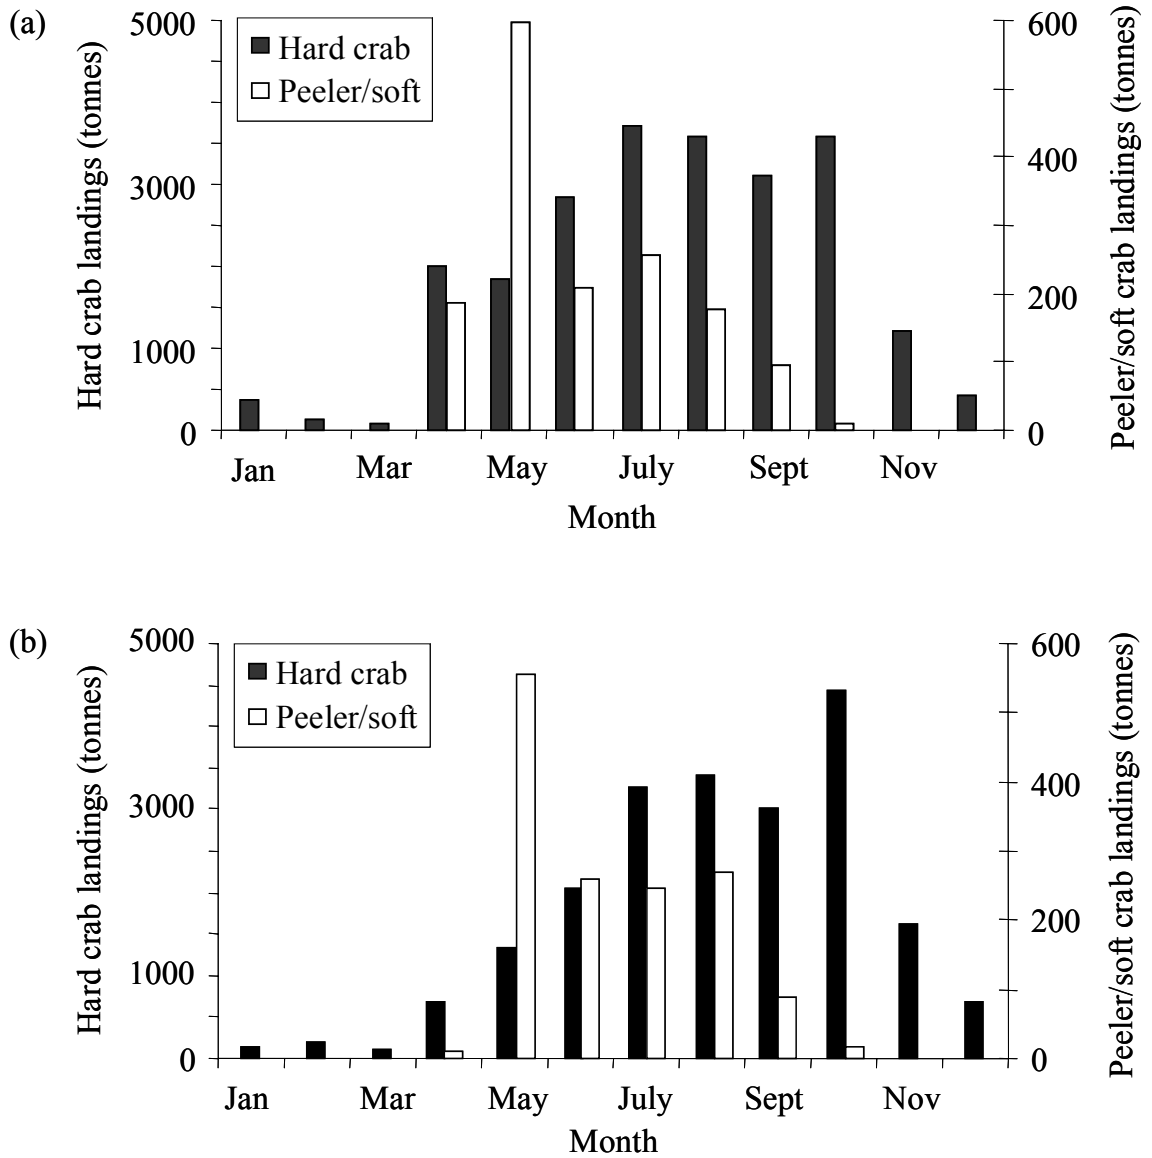 (a)
Hard crab landings (tonnes)
5000
3000
1000
0
Hard crab
Peeler/soft
600
400
200
0
Peeler/soft crab landings (tonnes)
Jan Mar May July Sept Nov
Month
(b)
Hard crab landings (tonnes)
5000
3000
1000
0
Hard crab
Peeler/soft
600
400
200
0
Peeler/soft crab landings (tonnes)
Jan Mar May July Sept Nov
Month